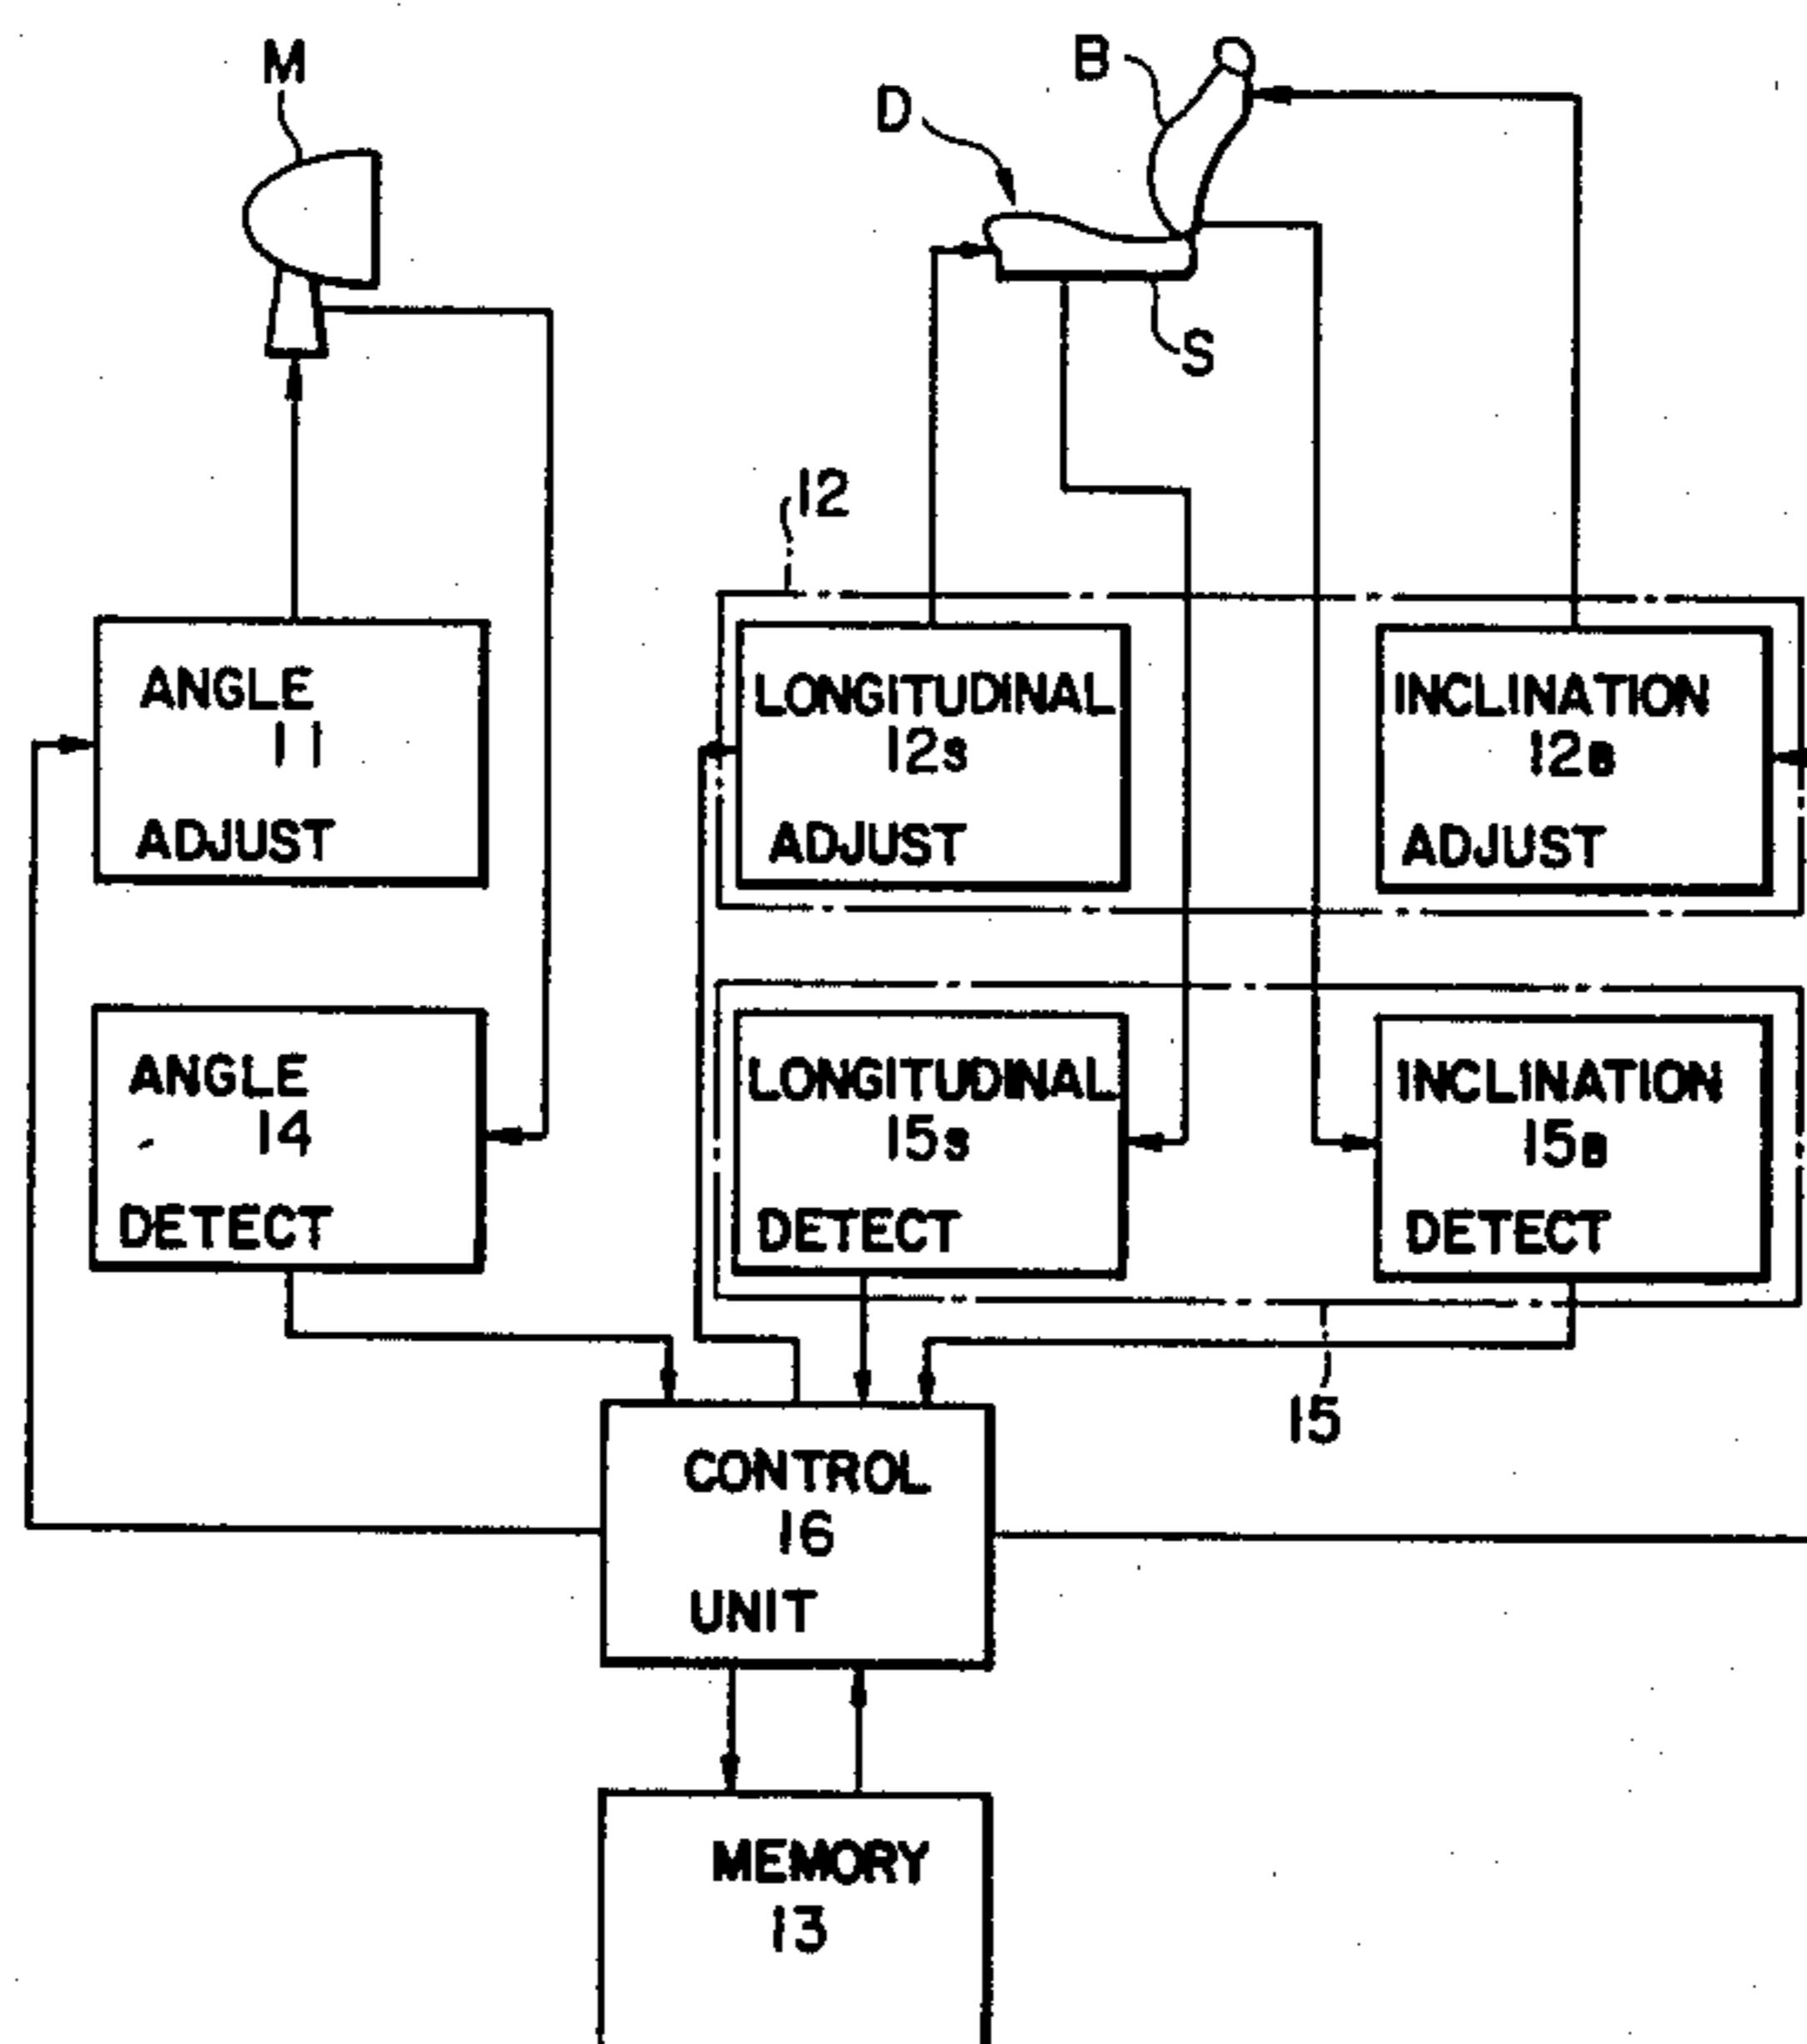 M
B
D
S
12
ANGLE
11
ADJUST
LONGITUDINAL
12s
ADJUST
INCLINATION
12B
ADJUST
ANGLE
14
DETECT
LONGITUDINAL
15s
DETECT
INCLINATION
15B
DETECT
15
CONTROL
16
UNIT
MEMORY
13